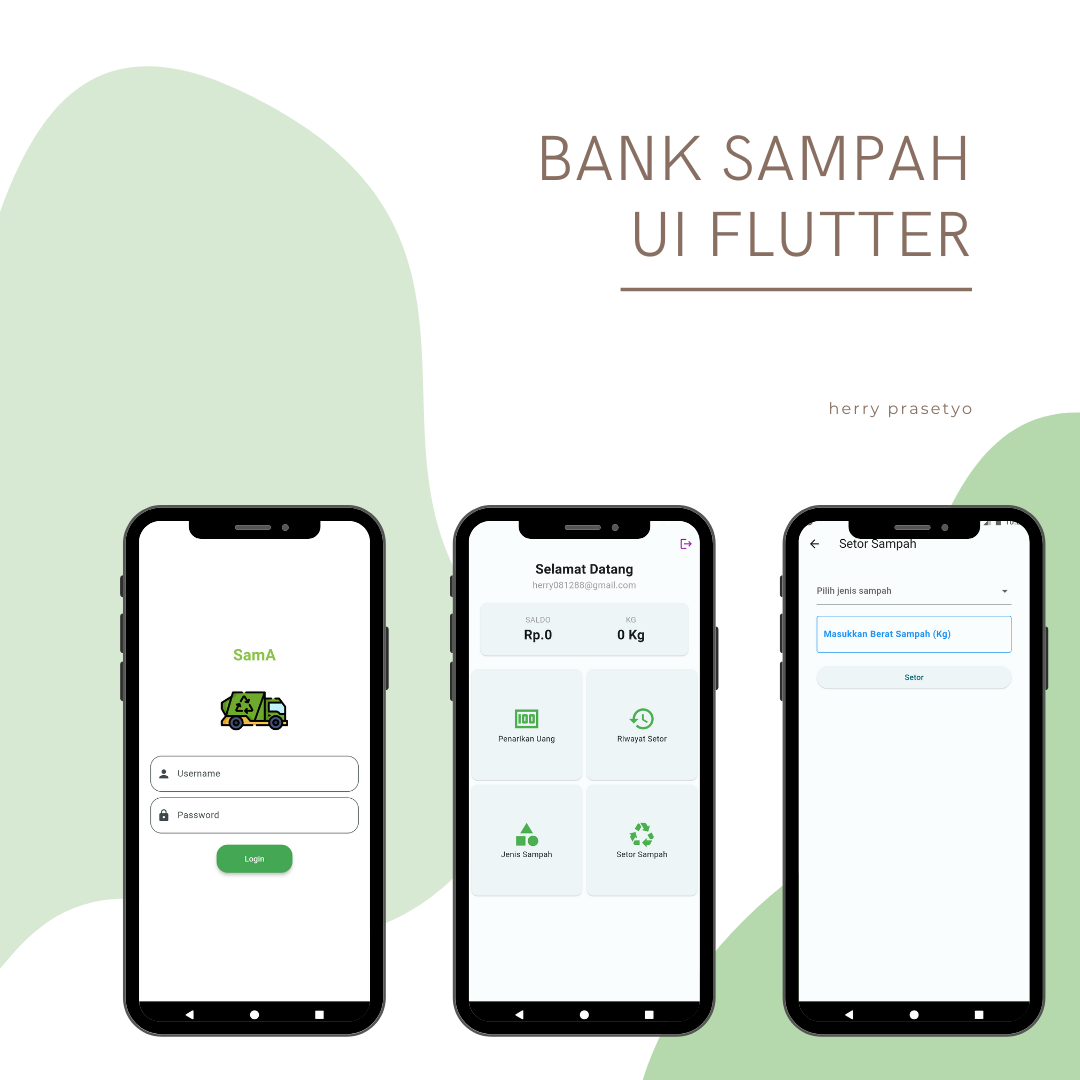 BANK SAMPAH
UI FLUTTER
herry prasetyo
SamA
Username
Password
Login
Selamat Datang
herry081288@gmail.com
SALDO
KG
Rp.0
0 Kg
100
Penarikan Uang
Riwayat Setor
Jenis Sampah
Setor Sampah
Setor Sampah
Pilih jenis sampah
Masukkan Berat Sampah (Kg)
Setor